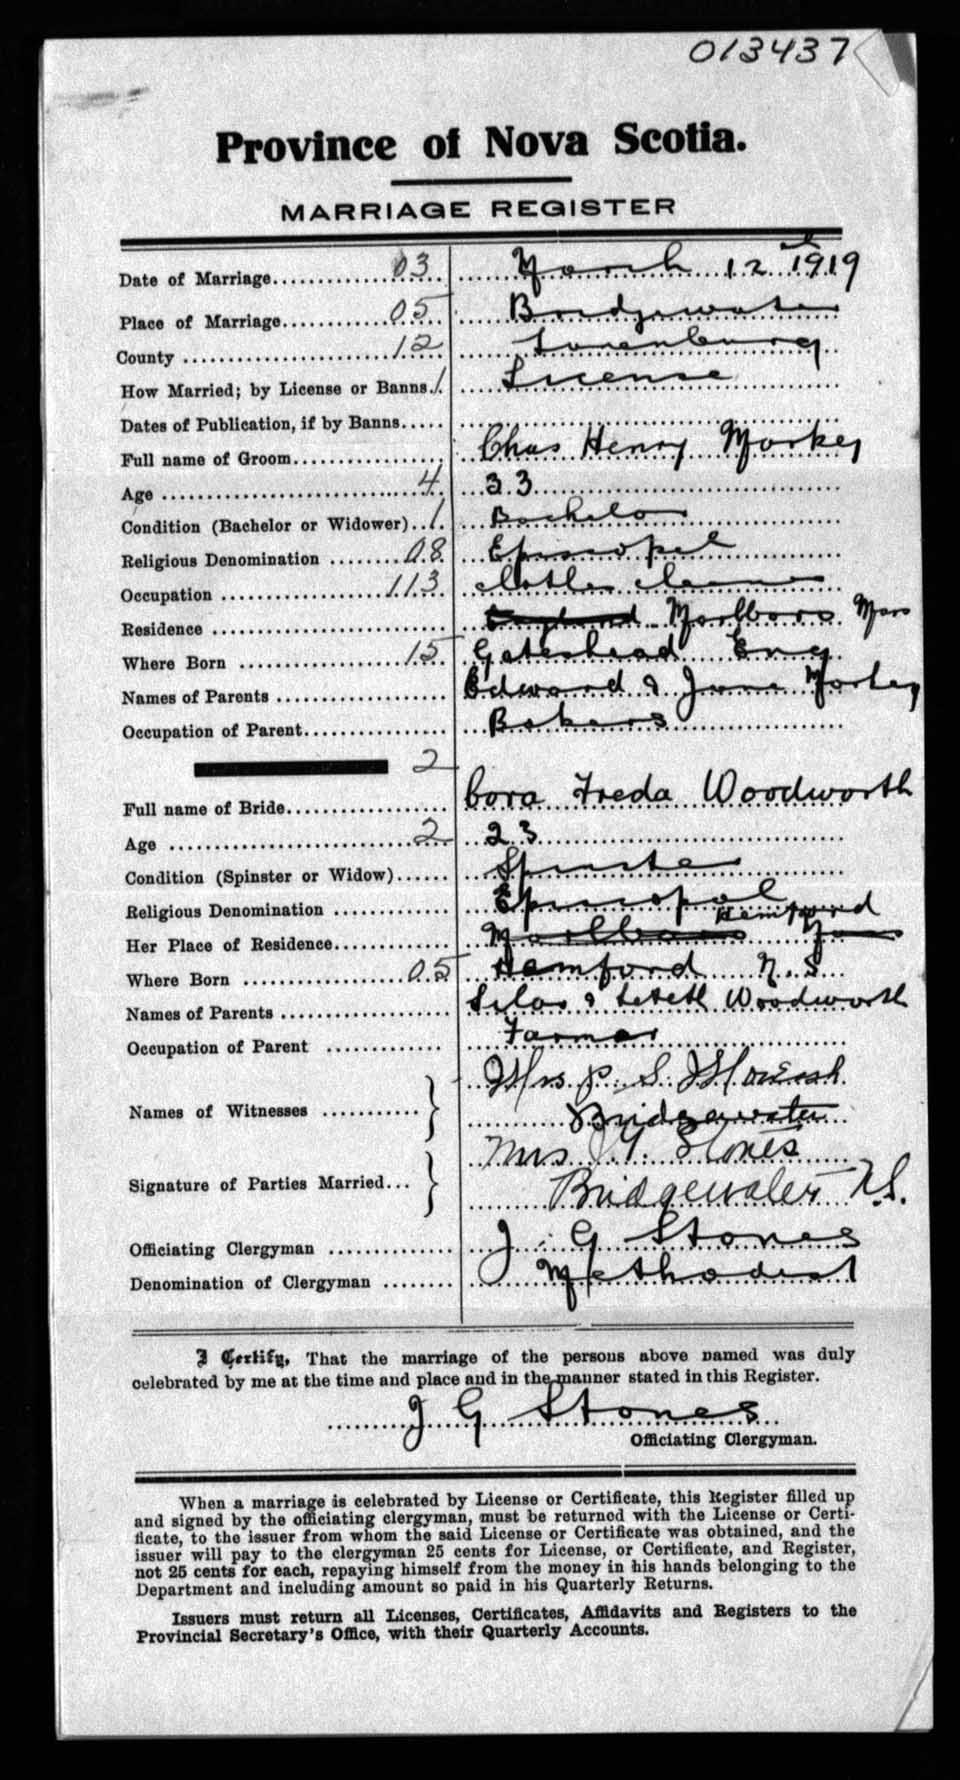 013437
Province of Nova Scotia.
MARRIAGE REGISTER
Date of Marriage 03 March 12th 1919
Place of Marriage 05 Bridgewater
County 12 Lunenburg
How Married; by License or Banns 1 License
Dates of Publication, if by Banns
Full name of Groom Chas Henry Morkey
Age 4 33
Condition (Bachelor or Widower) 1 Bachelor
Religious Denomination 08 Episcopal
Occupation 113 Clothes cleaner
Residence England Marlboro Mass
Where Born 15 Gateshead Eng
Names of Parents Edward & Jane Morkey
Occupation of Parent Bakers
2
Full name of Bride Cora Freda Woodworth
Age 2 23
Condition (Spinster or Widow) Spinster
Religious Denomination Episcopal
Her Place of Residence Marlboro Hemford
Where Born 05 Hemford N.S
Names of Parents Silas & Woodworth
Occupation of Parent Farmer
Names of Witnesses Mrs P. S.
Bridgewater
Mrs J G. Stones
Signature of Parties Married... Bridgewater N.S.
Officiating Clergyman J. G Stones
Denomination of Clergyman Methodist
I Certify, That the marriage of the persons above named was duly
celebrated by me at the time and place and in the manner stated in this Register.
J G Stones
Officiating Clergyman.
When a marriage is celebrated by License or Certificate, this Register filled up
and signed by the officiating clergyman, must be returned with the License or Certi-
ficate, to the issuer from whom the said License or Certificate was obtained, and the
issuer will pay to the clergyman 25 cents for License, or Certificate, and Register,
not 25 cents for each, repaying himself from the money in his hands belonging to the
Department and including amount so paid in his Quarterly Returns.
Issuers must return all Licenses, Certificates, Affidavits and Registers to the
Provincial Secretary's Office, with their Quarterly Accounts.